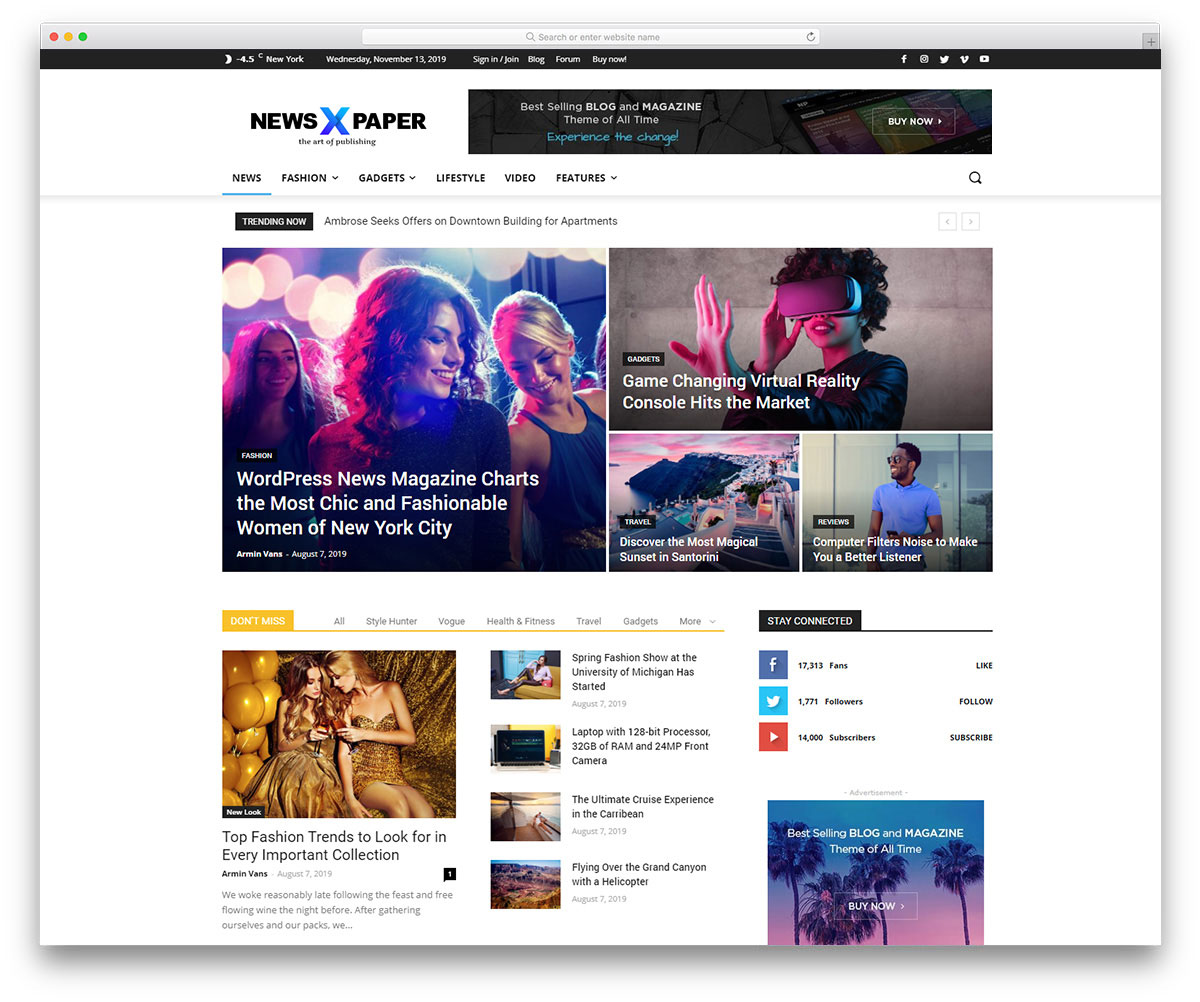 Search or enter website name
-4.5 C New York Wednesday, November 13, 2019 Sign in / Join Blog Forum Buy now!
NEWS X PAPER
the art of publishing
Best Selling BLOG and MAGAZINE
Theme of All Time
Experience the change!
BUY NOW
NEWS FASHION GADGETS LIFESTYLE VIDEO FEATURES
TRENDING NOW Ambrose Seeks Offers on Downtown Building for Apartments
FASHION
WordPress News Magazine Charts
the Most Chic and Fashionable
Women of New York City
Armin Vans - August 7, 2019
GADGETS
Game Changing Virtual Reality
Console Hits the Market
TRAVEL
Discover the Most Magical
Sunset in Santorini
REVIEWS
Computer Filters Noise to Make
You a Better Listener
DON'T MISS All Style Hunter Vogue Health & Fitness Travel Gadgets More
New Look
Top Fashion Trends to Look for in
Every Important Collection
Armin Vans - August 7, 2019 1
We woke reasonably late following the feast and free
flowing wine the night before. After gathering
ourselves and our packs, we...
Spring Fashion Show at the
University of Michigan Has
Started
August 7, 2019
Laptop with 128-bit Processor,
32GB of RAM and 24MP Front
Camera
The Ultimate Cruise Experience
in the Carribean
August 7, 2019
Flying Over the Grand Canyon
with a Helicopter
August 7, 2019
STAY CONNECTED
17,313 Fans LIKE
1,771 Followers FOLLOW
14,000 Subscribers SUBSCRIBE
- Advertisement -
Best Selling BLOG and MAGAZINE
Theme of All Time
BUY NOW